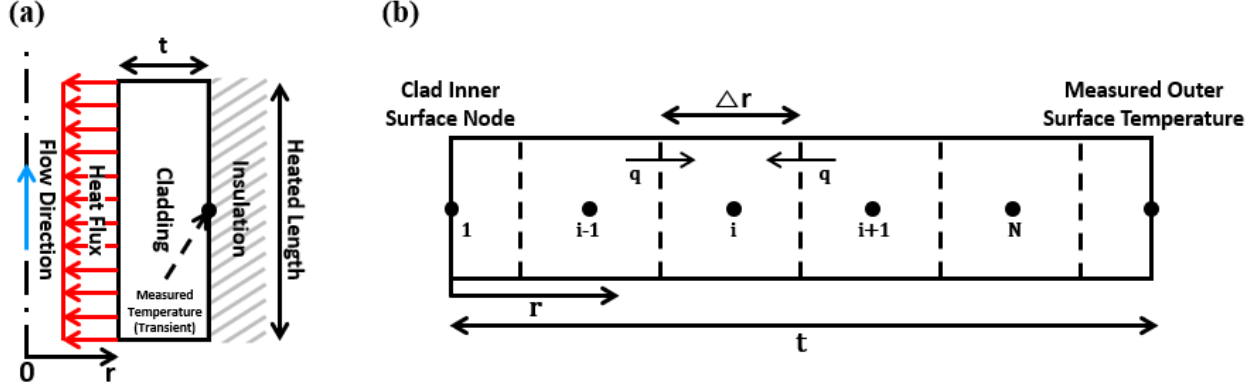 (a)
t
Flow Direction
Heat Flux
Cladding
Insulation
Heated Length
Measured
Temperature
(Transient)
0
r
(b)
Clad Inner
Surface Node
△r
Measured Outer
Surface Temperature
q
q
1
i-1
i
i+1
N
r
t